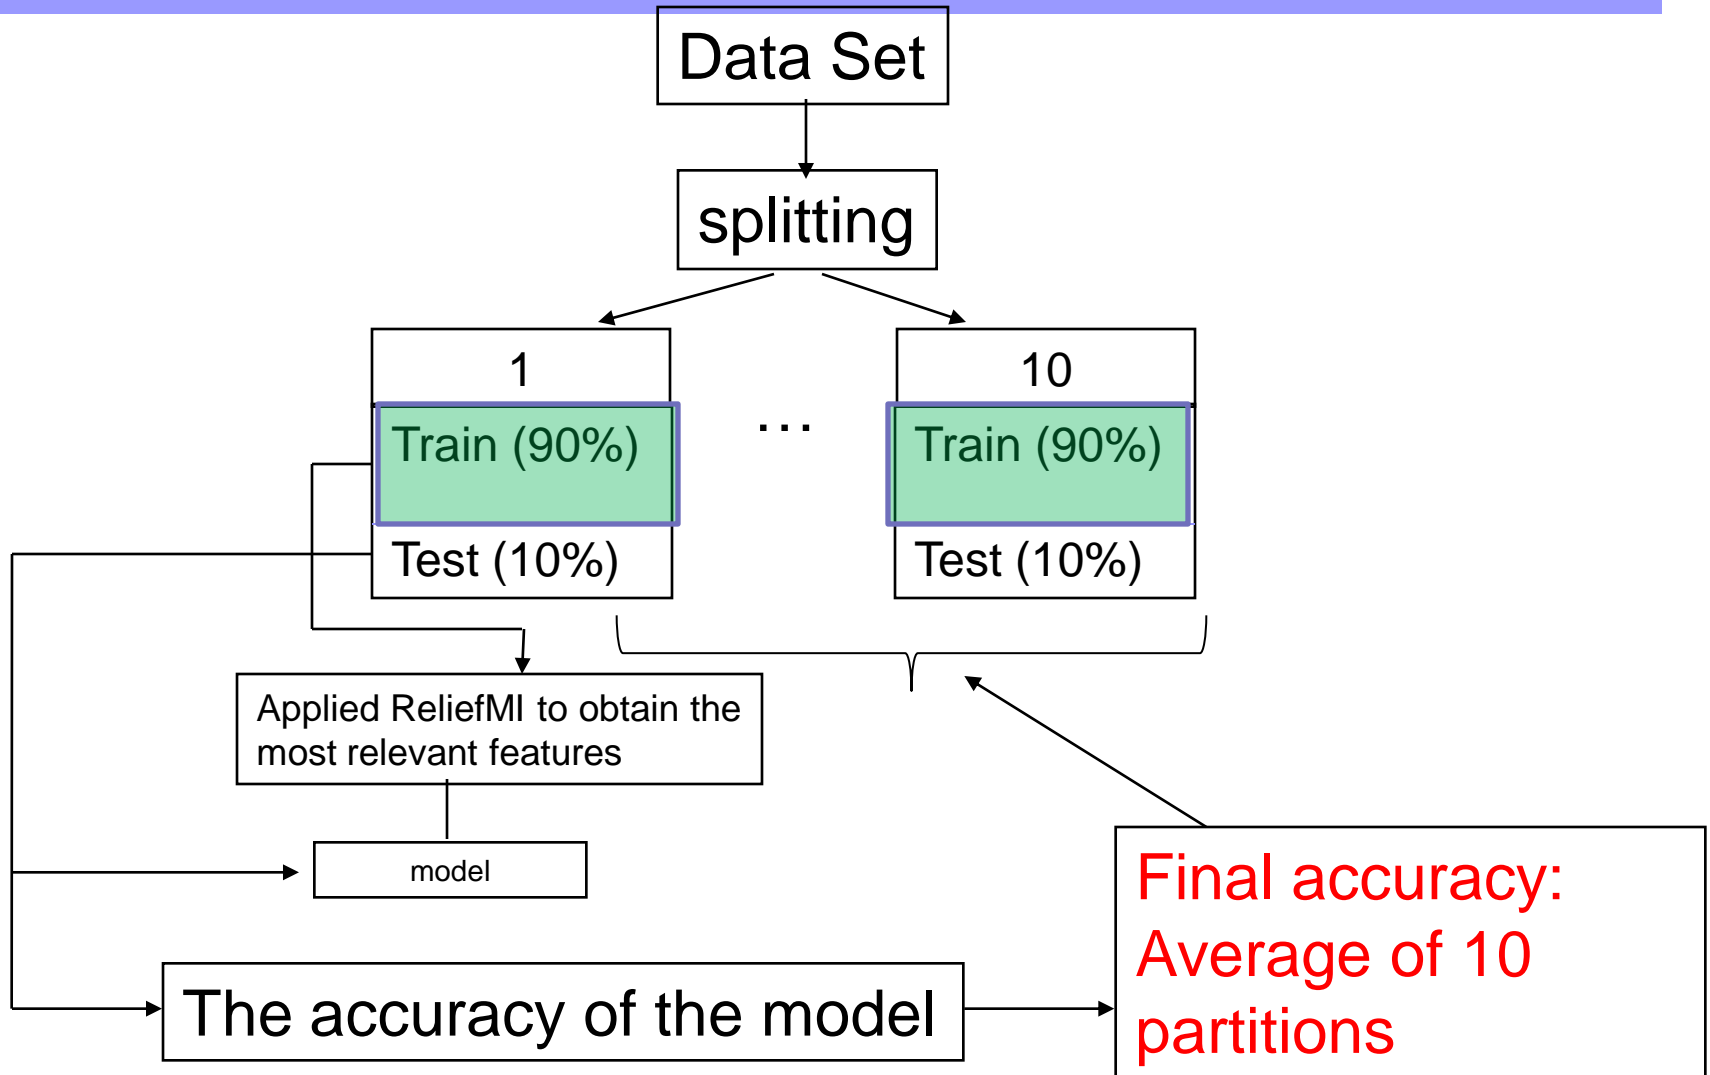 Data Set
splitting
1
10
Train (90%)
…
Train (90%)
Test (10%)
Test (10%)
Applied ReliefMI to obtain the
most relevant features
model
Final accuracy:
Average of 10
partitions
The accuracy of the model